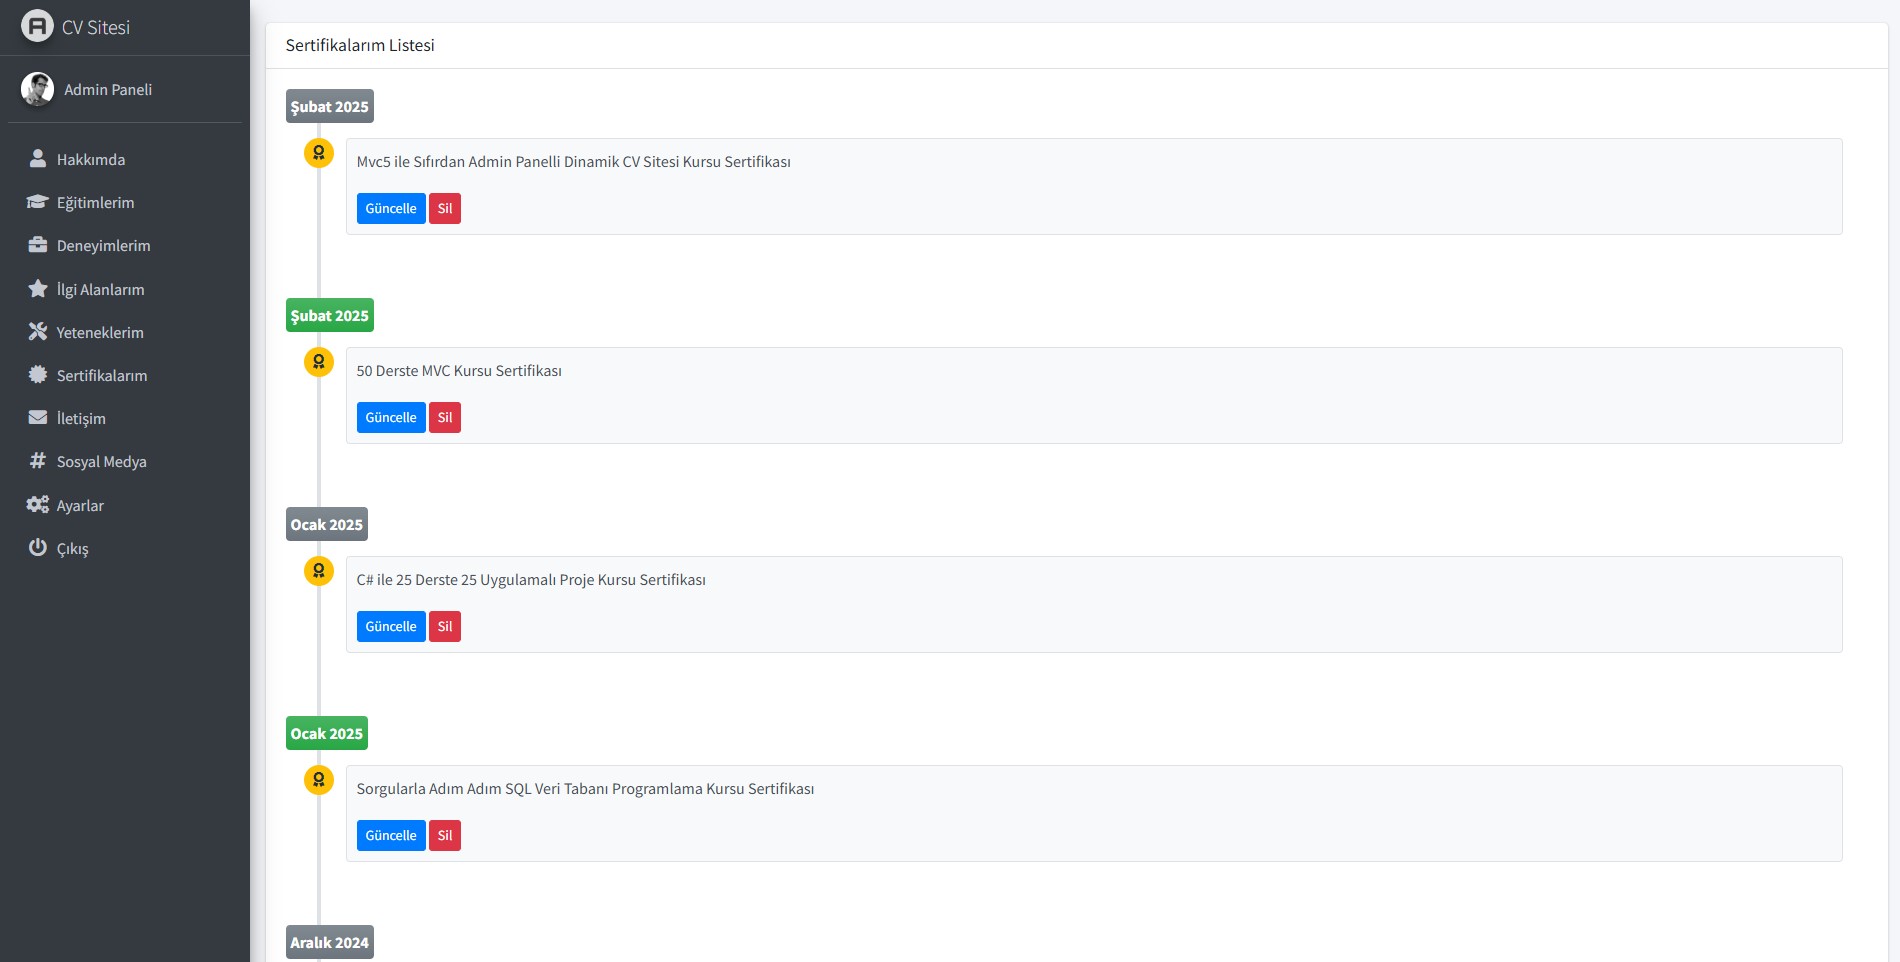 CV Sitesi
Admin Paneli
Hakkımda
Eğitimlerim
Deneyimlerim
İlgi Alanlarım
Yeteneklerim
Sertifikalarım
İletişim
Sosyal Medya
Ayarlar
Çıkış
Sertifikalarım Listesi
Şubat 2025
Mvc5 ile Sıfırdan Admin Panelli Dinamik CV Sitesi Kursu Sertifikası
Güncelle Sil
Şubat 2025
50 Derste MVC Kursu Sertifikası
Güncelle Sil
Ocak 2025
C# ile 25 Derste 25 Uygulamalı Proje Kursu Sertifikası
Güncelle Sil
Ocak 2025
Sorgularla Adım Adım SQL Veri Tabanı Programlama Kursu Sertifikası
Güncelle Sil
Aralık 2024